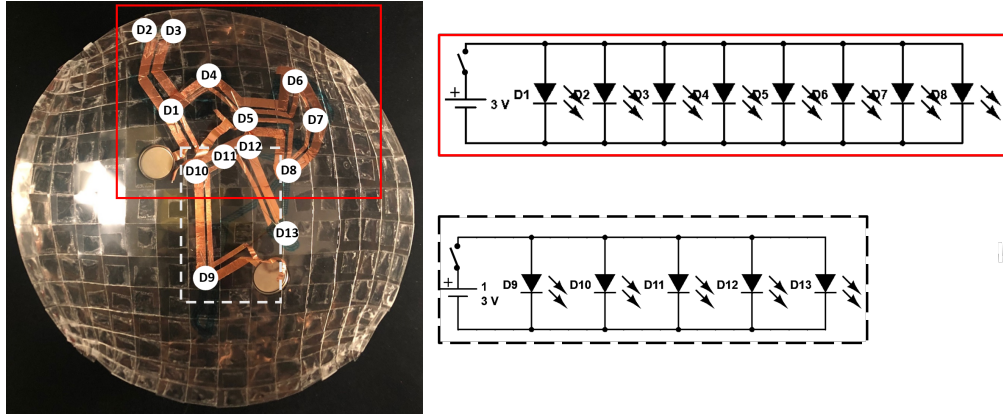 D2 D3
D4
D6
D1
D5
D7
D12
D11
D10
D8
D13
D9
D1 D2 D3 D4 D5 D6 D7 D8
+
3 V
D9 D10 D11 D12 D13
+
1
3 V